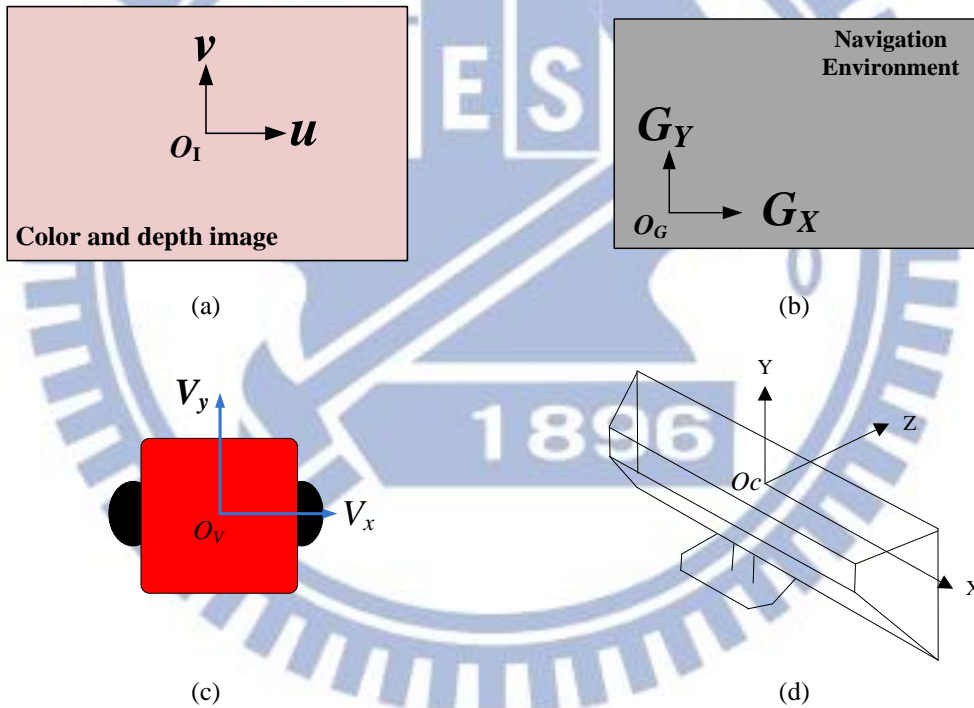 v
u
O_I
Color and depth image
(a)
Navigation
Environment
G_Y
G_X
O_G
(b)
E S
V_y
V_x
O_V
(c)
1896
Y
Z
Oc
X
(d)